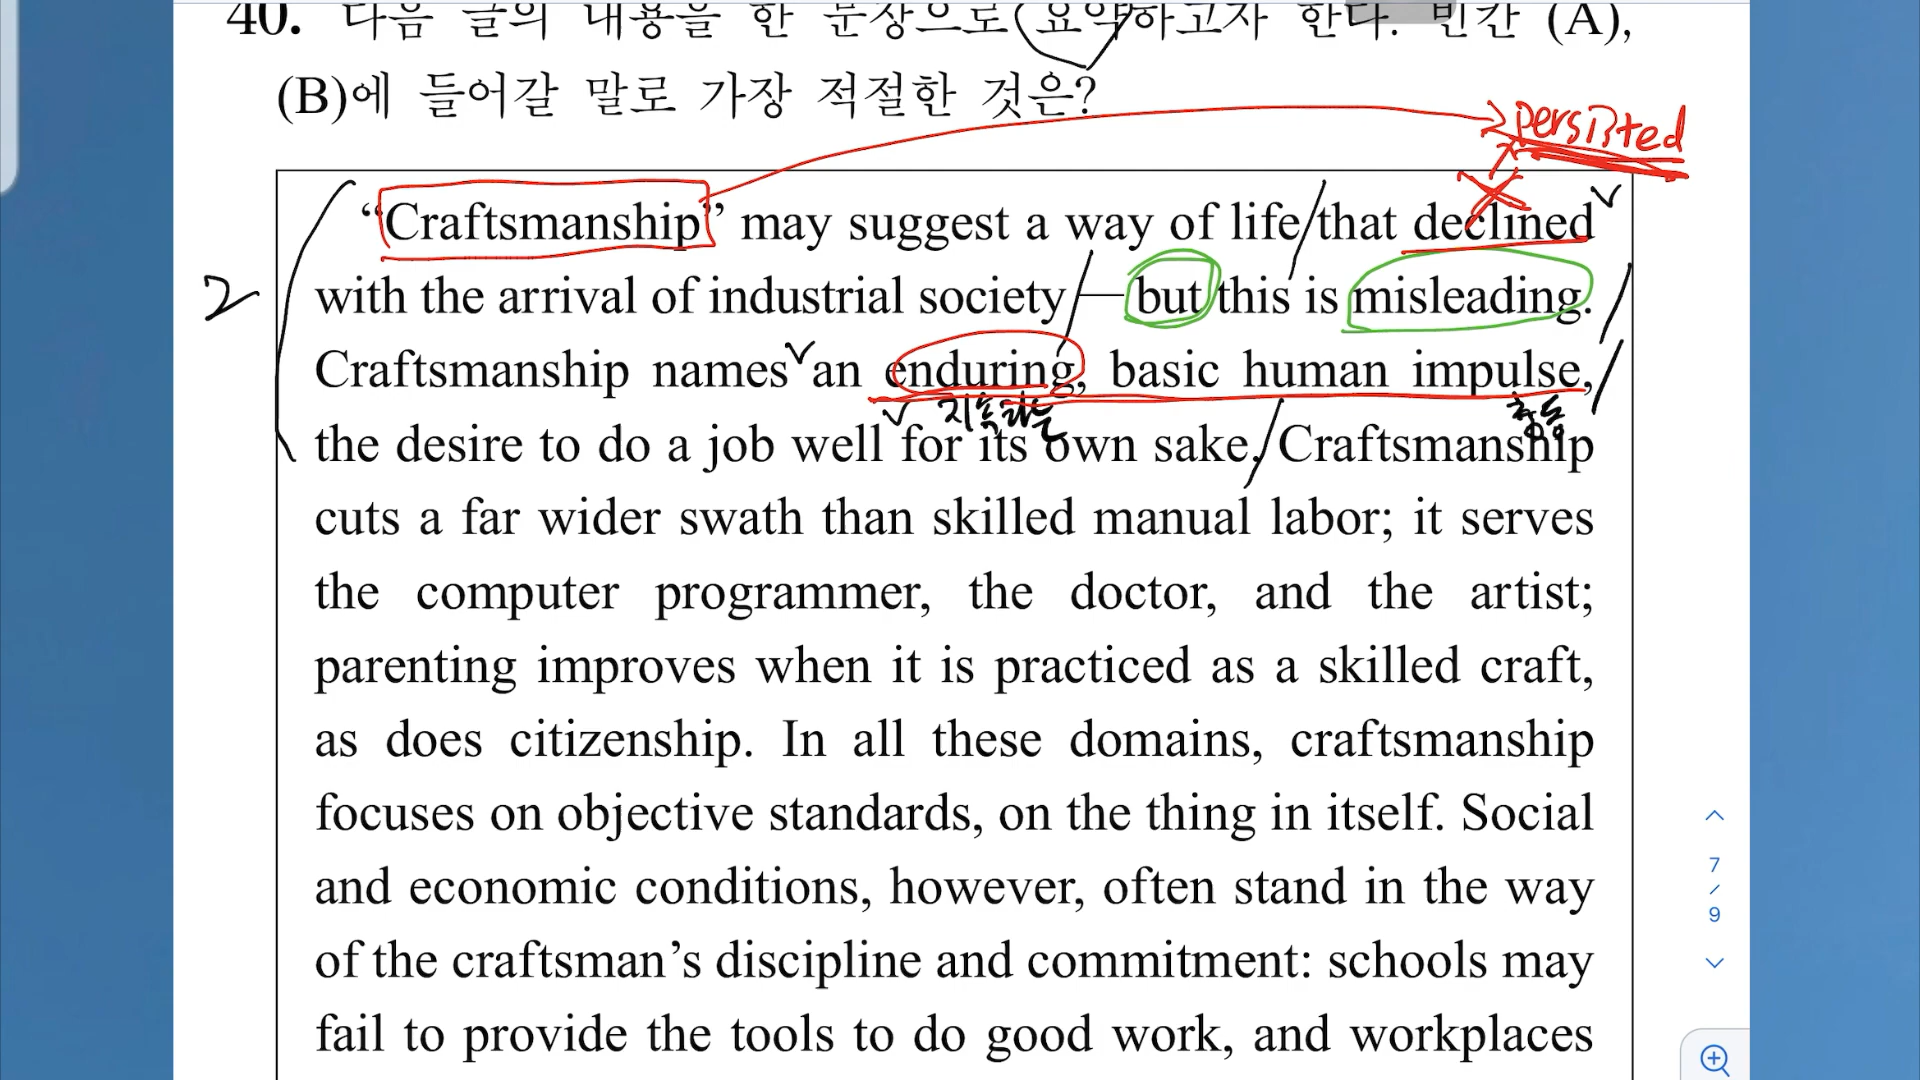 40. 다음 글의 내용을 한 문장으로 요약하고자 한다. 빈칸 (A),
(B)에 들어갈 말로 가장 적절한 것은?
persisted
“Craftsmanship” may suggest a way of life that declined
2
with the arrival of industrial society — but this is misleading.
Craftsmanship names an enduring, basic human impulse,
지속하는 충동
the desire to do a job well for its own sake. Craftsmanship
cuts a far wider swath than skilled manual labor; it serves
the computer programmer, the doctor, and the artist;
parenting improves when it is practiced as a skilled craft,
as does citizenship. In all these domains, craftsmanship
focuses on objective standards, on the thing in itself. Social
and economic conditions, however, often stand in the way
of the craftsman’s discipline and commitment: schools may
fail to provide the tools to do good work, and workplaces
7
/
9